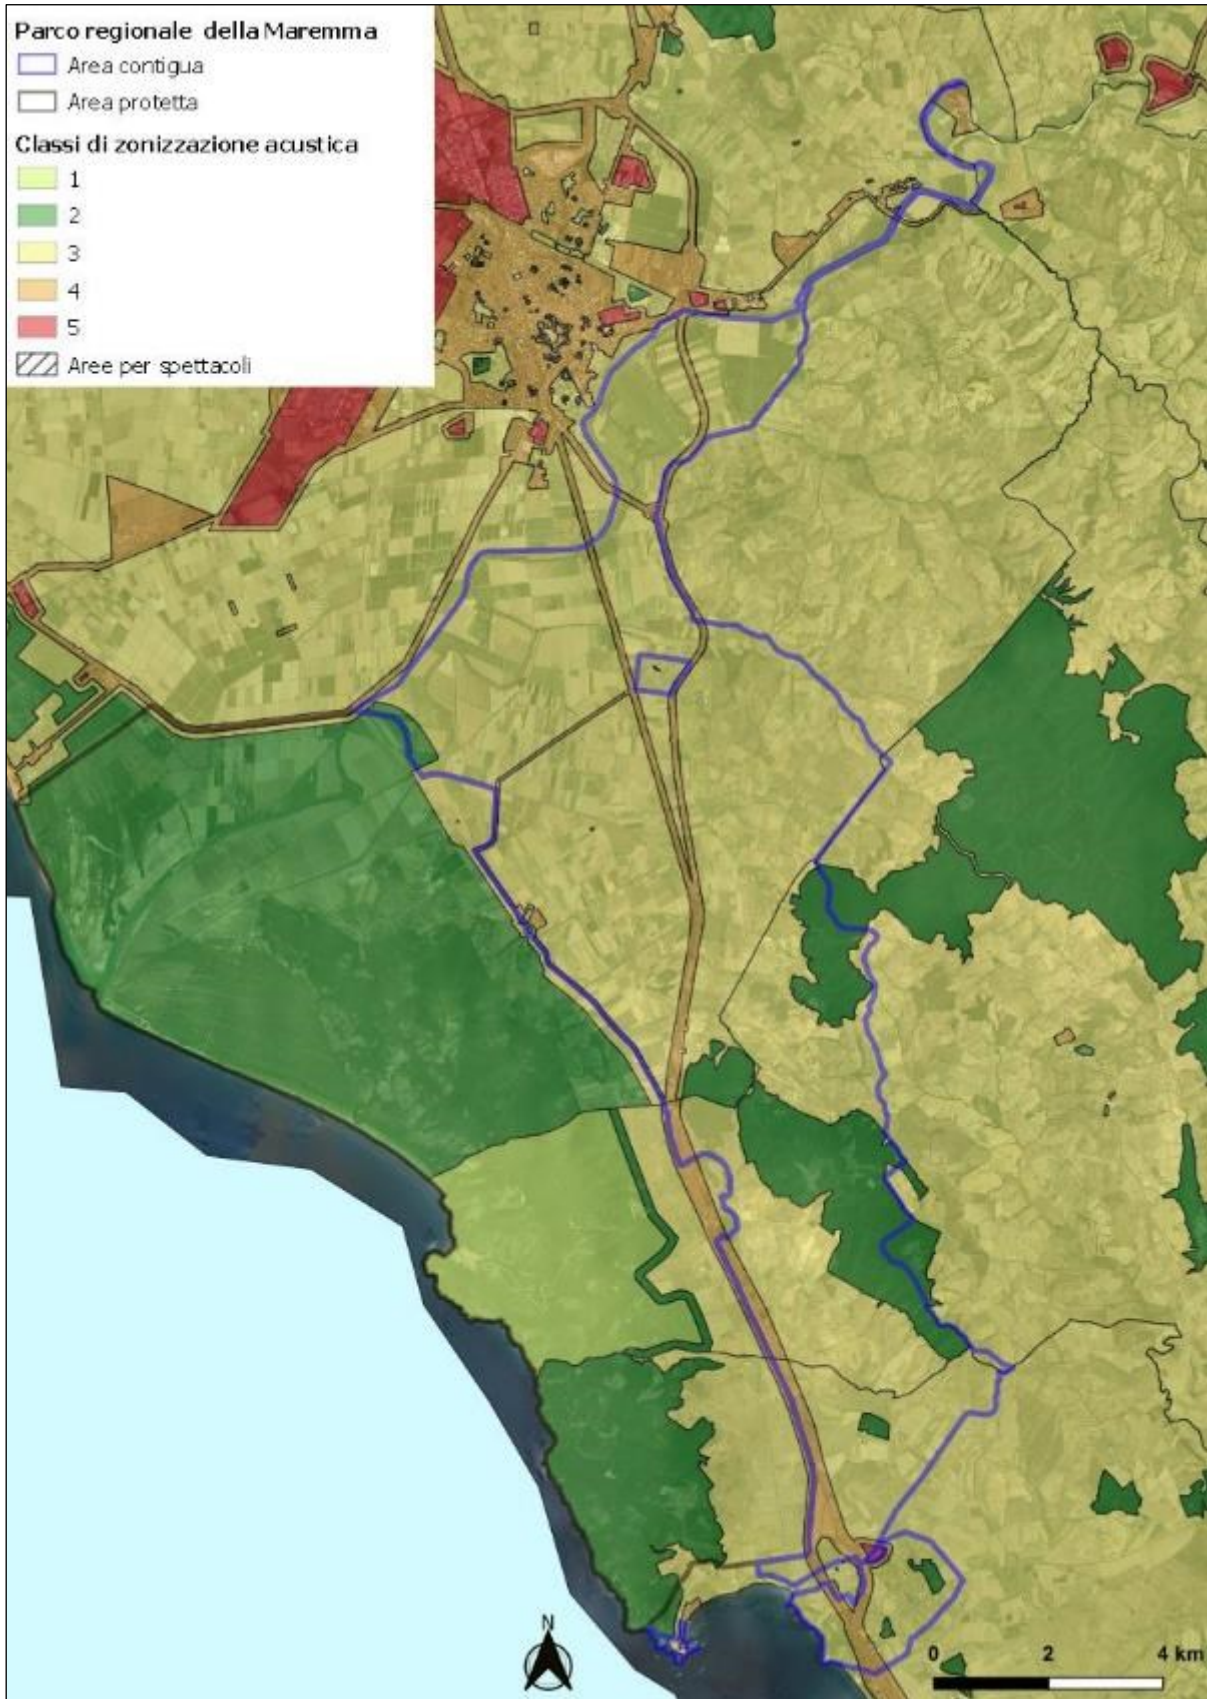 Parco regionale della Maremma
Area contigua
Area protetta
Classi di zonizzazione acustica
1
2
3
4
5
Aree per spettacoli
N
0 2 4 km